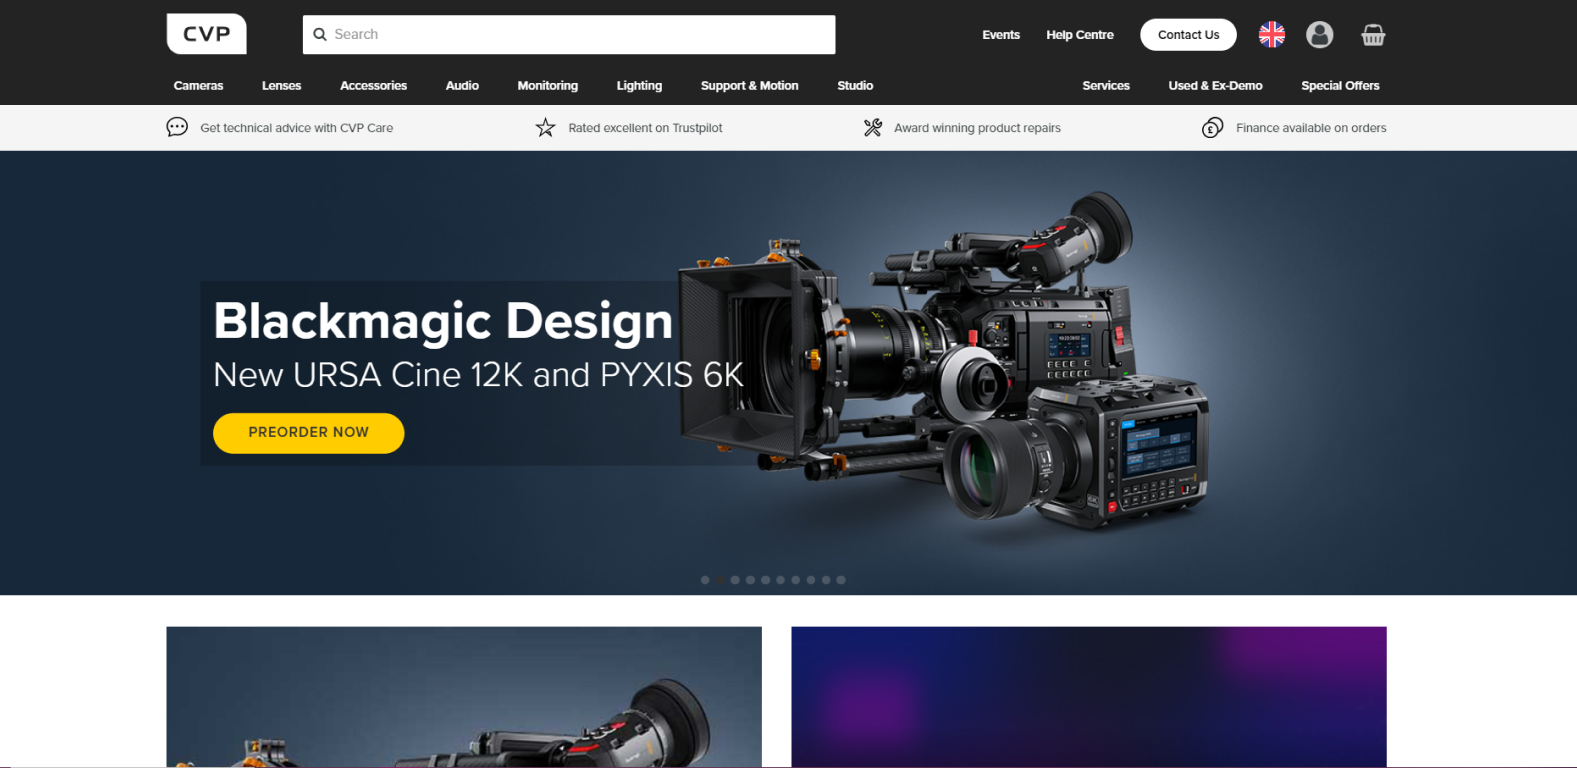 CVP
Search
Events
Help Centre
Contact Us
Cameras
Lenses
Accessories
Audio
Monitoring
Lighting
Support & Motion
Studio
Services
Used & Ex-Demo
Special Offers
Get technical advice with CVP Care
Rated excellent on Trustpilot
Award winning product repairs
Finance available on orders
Blackmagic Design
New URSA Cine 12K and PYXIS 6K
PREORDER NOW